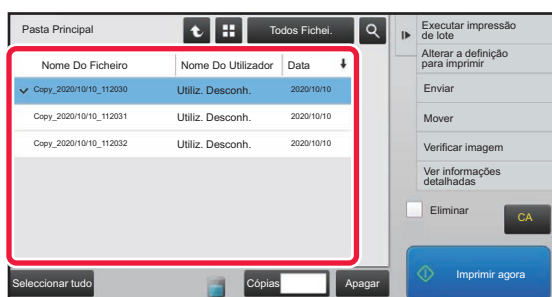 Pasta Principal
Todos Fichei.
Nome Do Ficheiro Nome Do Utilizador Data
Copy_2020/10/10_112030 Utiliz. Desconh. 2020/10/10
Copy_2020/10/10_112031 Utiliz. Desconh. 2020/10/10
Copy_2020/10/10_112032 Utiliz. Desconh. 2020/10/10
Seleccionar tudo
Cópias
Apagar
Executar impressão
de lote
Alterar a definição
para imprimir
Enviar
Mover
Verificar imagem
Ver informações
detalhadas
Eliminar
CA
Imprimir agora